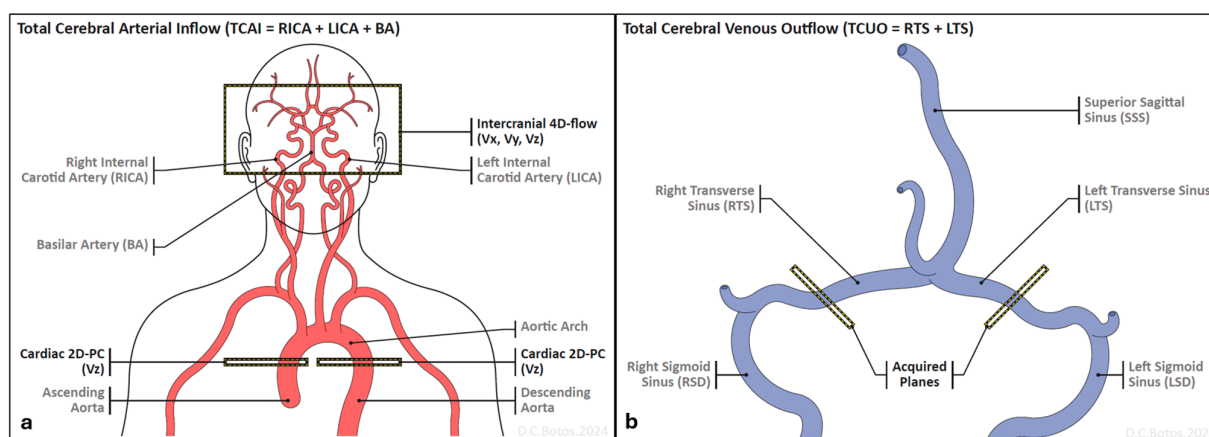 Total Cerebral Arterial Inflow (TCAI = RICA + LICA + BA)
Intercranial 4D-flow
(Vx, Vy, Vz)
Right Internal
Carotid Artery (RICA)
Left Internal
Carotid Artery (LICA)
Basilar Artery (BA)
Aortic Arch
Cardiac 2D-PC
(Vz)
Cardiac 2D-PC
(Vz)
Ascending
Aorta
Descending
Aorta
a
D.C.Botos.2024
Total Cerebral Venous Outflow (TCUO = RTS + LTS)
Superior Sagittal
Sinus (SSS)
Right Transverse
Sinus (RTS)
Left Transverse
Sinus (LTS)
Right Sigmoid
Sinus (RSD)
Acquired
Planes
Left Sigmoid
Sinus (LSD)
b